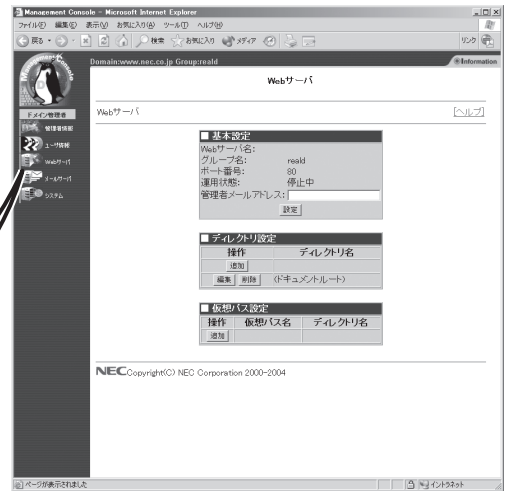 Management Console - Microsoft Internet Explorer
ファイル(F) 編集(E) 表示(V) お気に入り(A) ツール(T) ヘルプ(H)
戻る 検索 お気に入り メディア リンク
Management Console
Domain:www.nec.co.jp Group:reald
Information
Webサーバ
ドメイン管理者
管理者情報
ユーザ情報
Webサーバ
メールサーバ
システム
Webサーバ [ヘルプ]
■ 基本設定
Webサーバ名:
グループ名: reald
ポート番号: 80
運用状態: 停止中
管理者メールアドレス:
設定
■ ディレクトリ設定
操作 ディレクトリ名
追加
編集 削除 (ドキュメントルート)
■ 仮想パス設定
操作 仮想パス名 ディレクトリ名
追加
NEC Copyright(C) NEC Corporation 2000-2004
ページが表示されました イントラネット